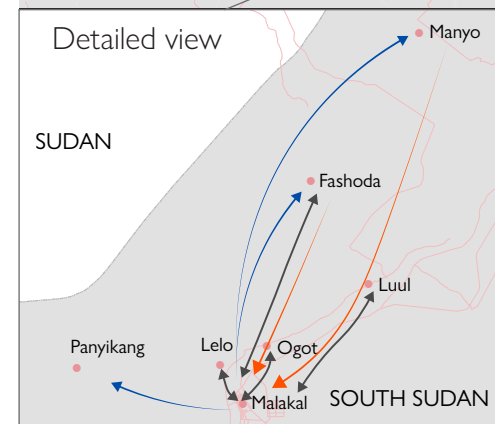 Detailed view
Manyo
SUDAN
Fashoda
Luul
Panyikang
Lelo
Ogot
Malakal
SOUTH SUDAN